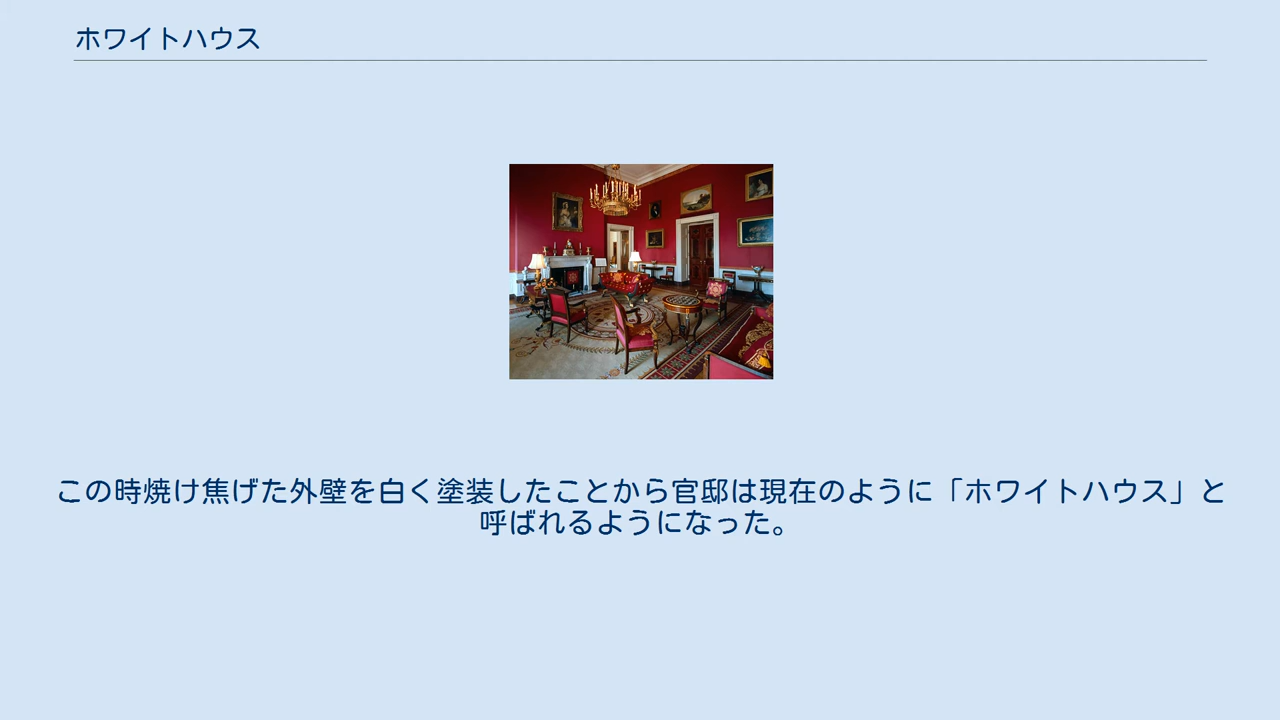 ホワイトハウス
この時焼け焦げた外壁を白く塗装したことから官邸は現在のように「ホワイトハウス」と
呼ばれるようになった。